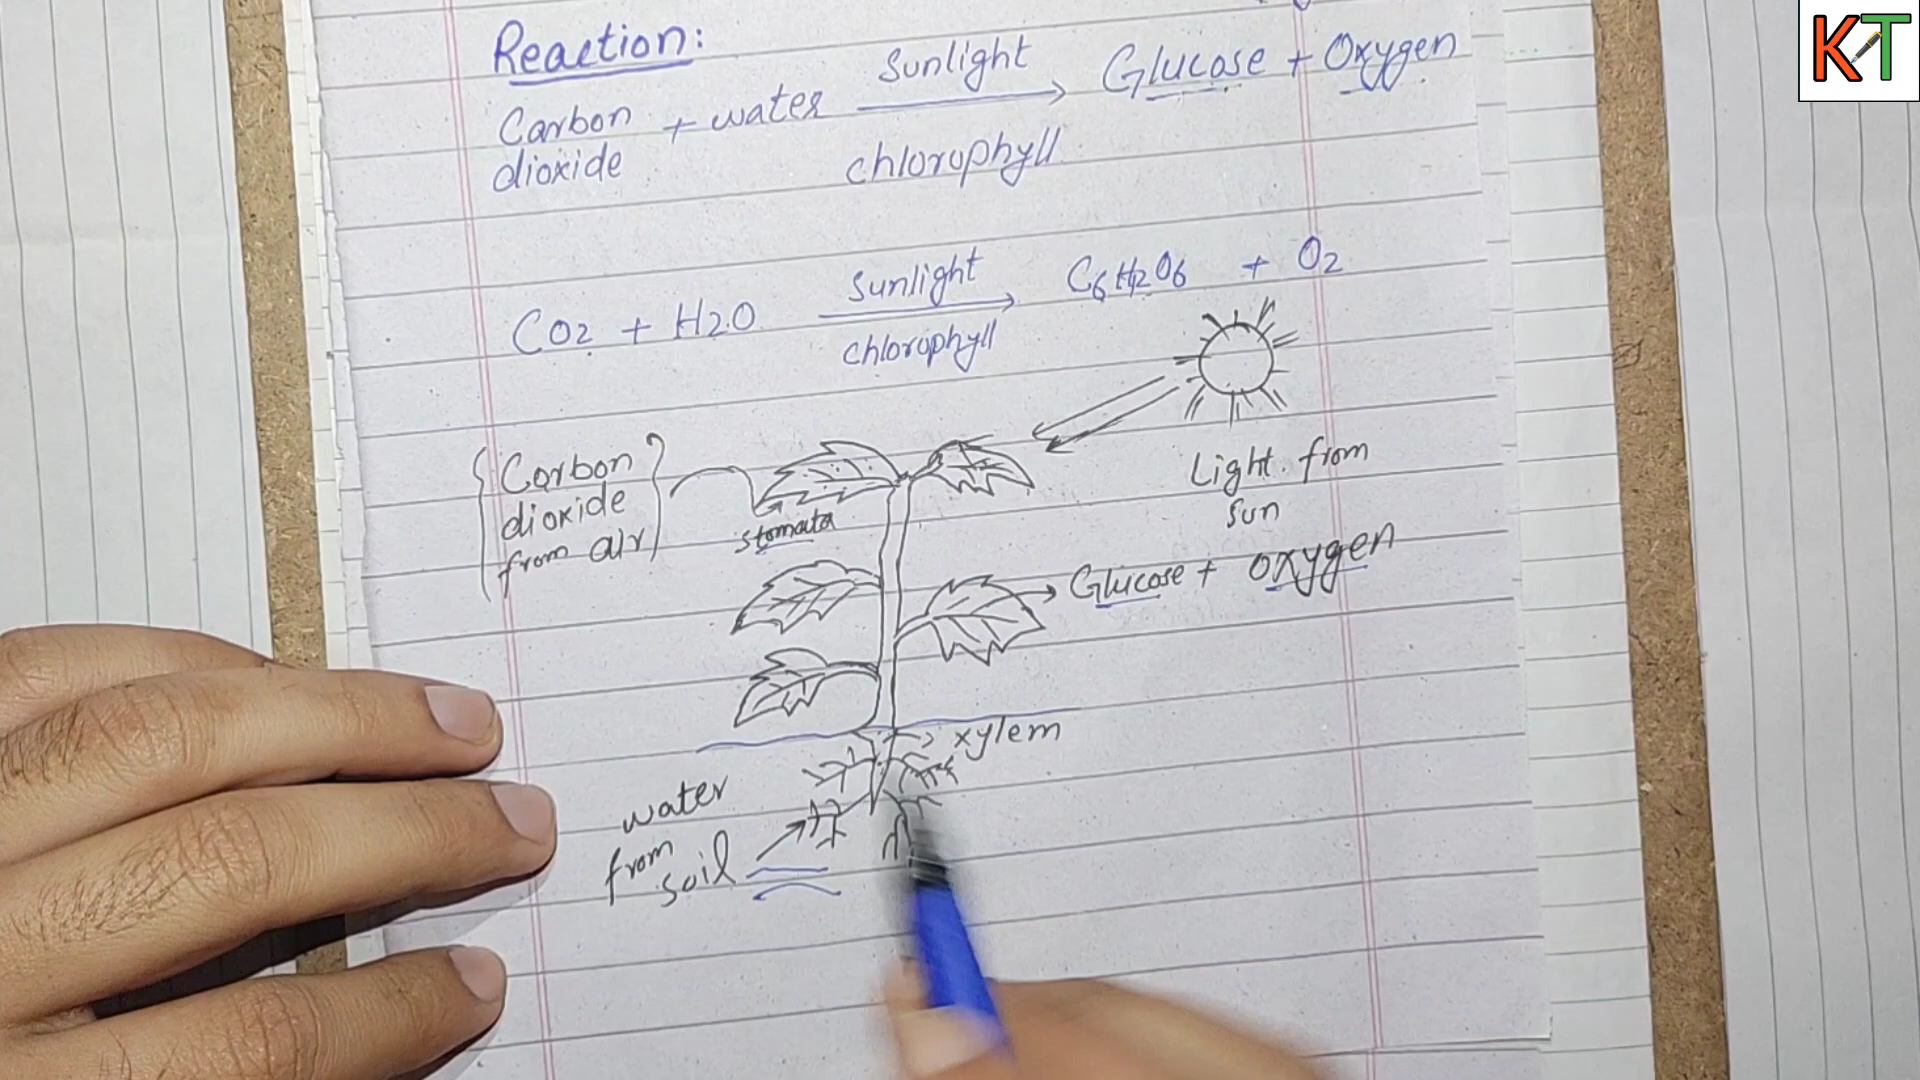 Reaction:
Carbon dioxide + water Sunlight chlorophyll Glucose + Oxygen
CO2 + H2O Sunlight chlorophyll C6H12O6 + O2
Carbon
dioxide
from air
stomata
Light from
sun
Glucose + oxygen
xylem
water
from
soil
KT